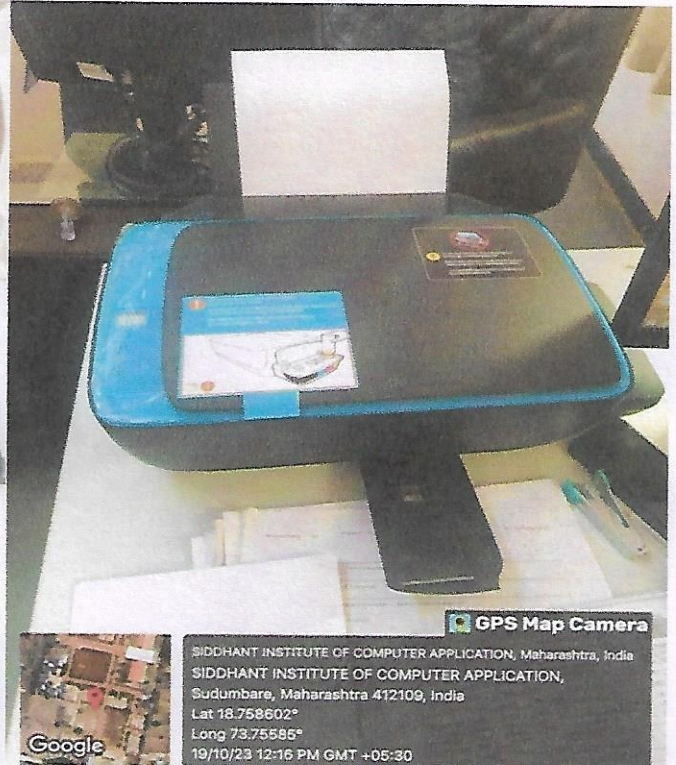 GPS Map Camera
SIDDHANT INSTITUTE OF COMPUTER APPLICATION, Maharashtra, India
SIDDHANT INSTITUTE OF COMPUTER APPLICATION,
Sudumbare, Maharashtra 412109, India
Lat 18.758602°
Long 73.75585°
19/10/23 12:16 PM GMT +05:30
Google